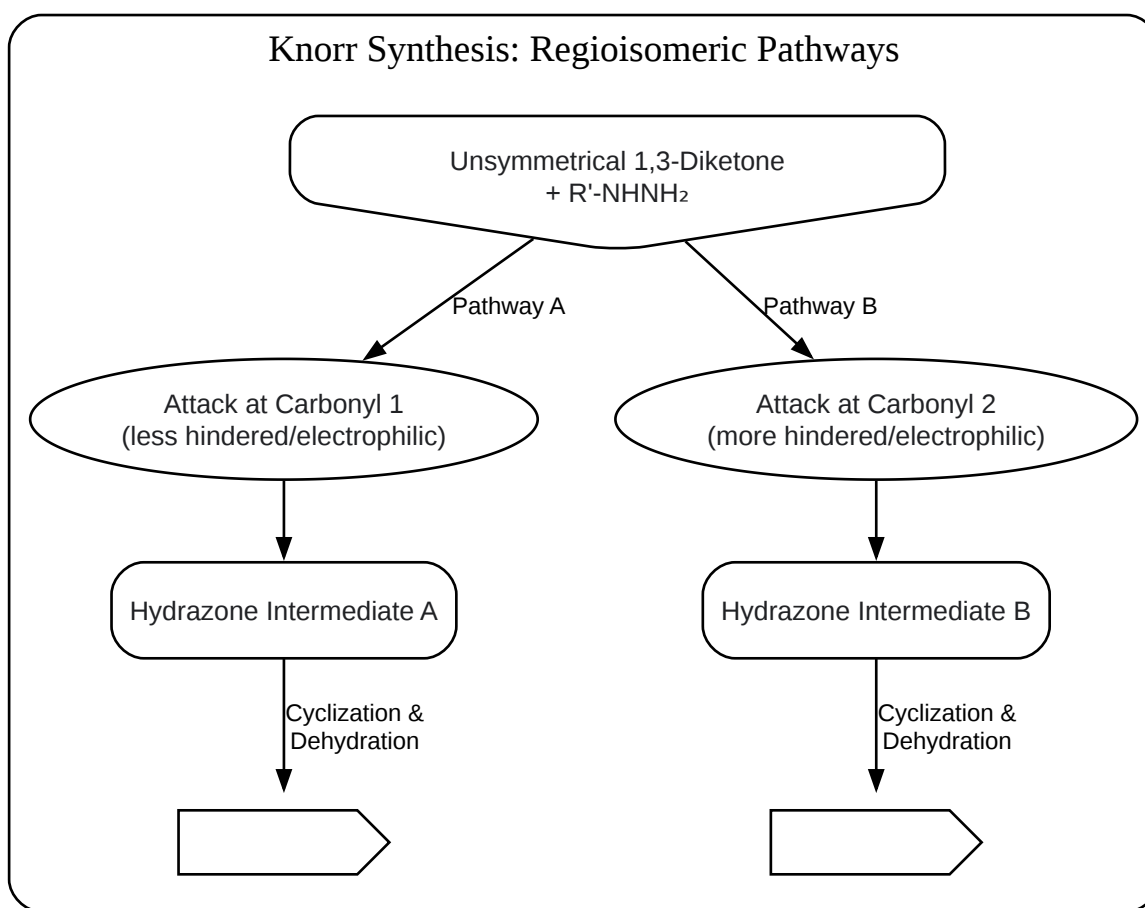 Knorr Synthesis: Regioisomeric Pathways
Unsymmetrical 1,3-Diketone
+ R'-NHNH₂
Pathway A
Pathway B
Attack at Carbonyl 1
(less hindered/electrophilic)
Attack at Carbonyl 2
(more hindered/electrophilic)
Hydrazone Intermediate A
Hydrazone Intermediate B
Cyclization &
Dehydration
Cyclization &
Dehydration